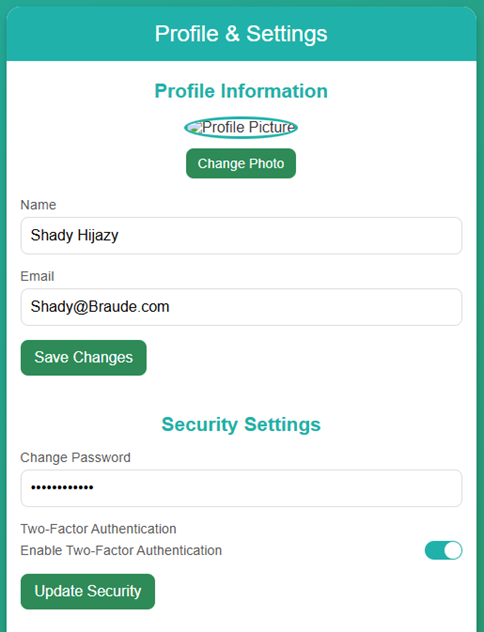 Profile & Settings
Profile Information
Profile Picture
Change Photo
Name
Shady Hijazy
Email
Shady@Braude.com
Save Changes
Security Settings
Change Password
••••••••••••
Two-Factor Authentication
Enable Two-Factor Authentication
Update Security